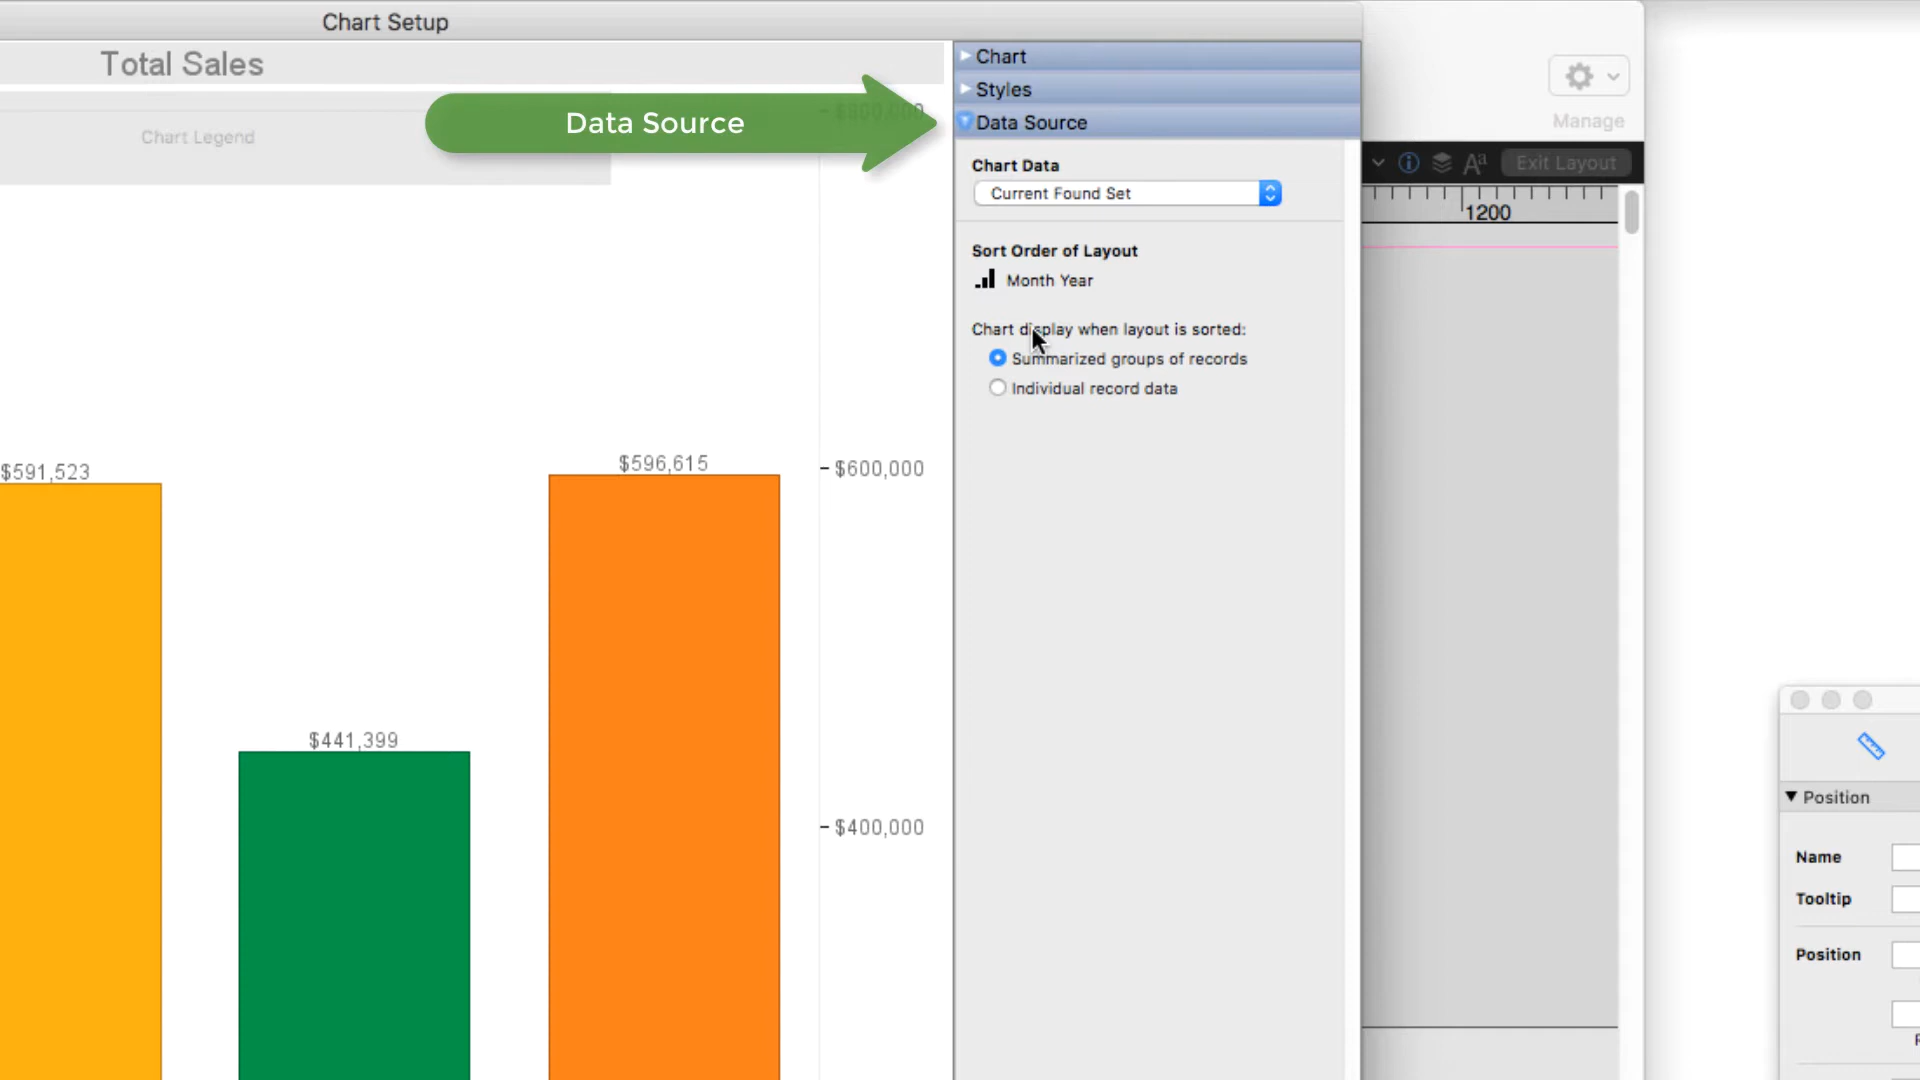 Chart Setup
Total Sales
Chart Legend
Data Source
$800,000
$591,523
$596,615
$600,000
$441,399
$400,000
Chart
Styles
Data Source
Chart Data
Current Found Set
Sort Order of Layout
Month Year
Chart display when layout is sorted:
Summarized groups of records
Individual record data
Manage
Exit Layout
1200
Position
Name
Tooltip
Position